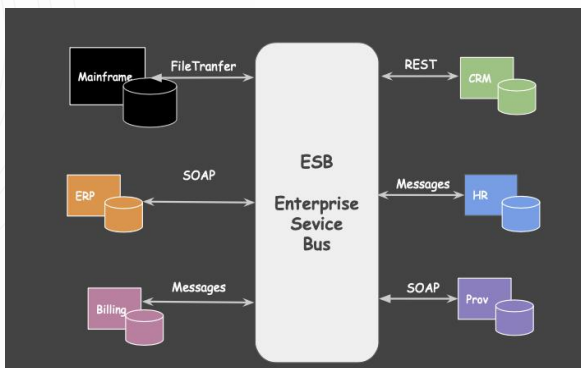 Mainframe
FileTranfer
REST
CRM
ESB
Enterprise
Sevice
Bus
ERP
SOAP
Messages
HR
Billing
Messages
SOAP
Prov